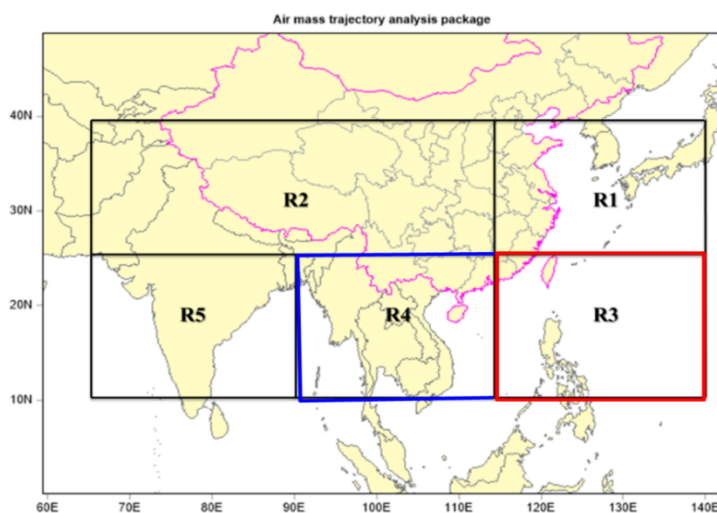 Air mass trajectory analysis package
40N
30N
20N
10N
R2
R1
R5
R4
R3
60E
70E
80E
90E
100E
110E
120E
130E
140E